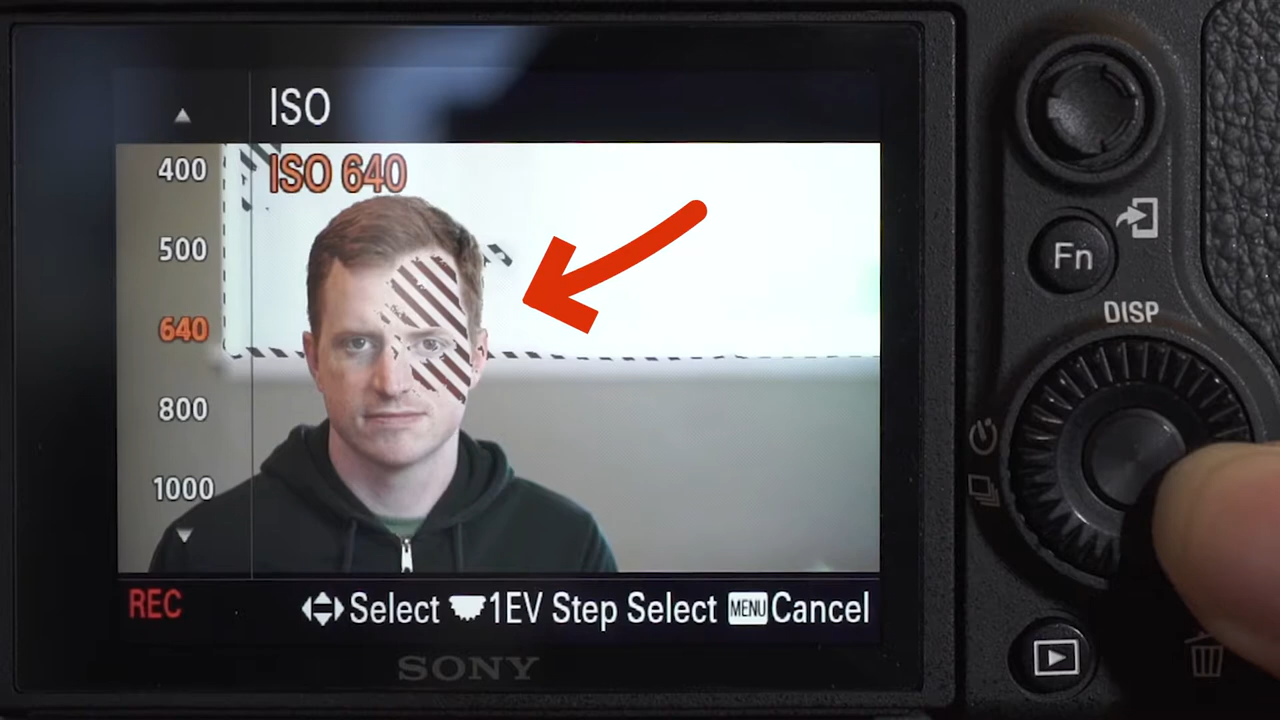 ISO
ISO 640
400
500
640
800
1000
REC
Select 1EV Step Select MENU Cancel
SONY
Fn
DISP